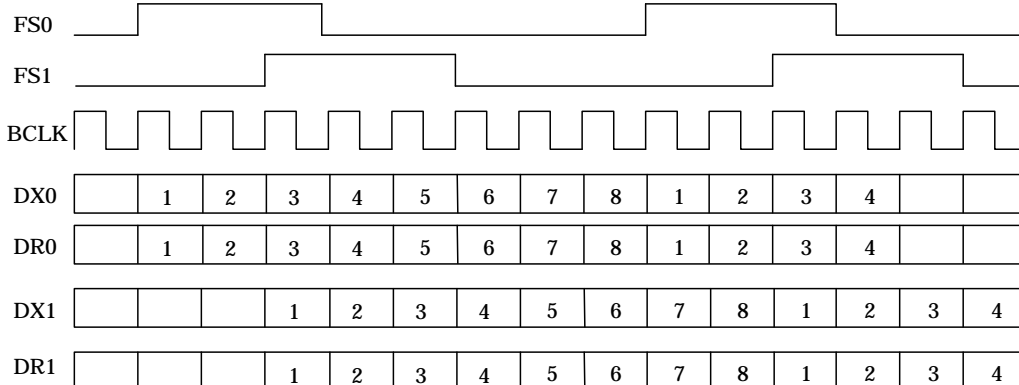 FS0
FS1
BCLK
DX0 1 2 3 4 5 6 7 8 1 2 3 4
DR0 1 2 3 4 5 6 7 8 1 2 3 4
DX1 1 2 3 4 5 6 7 8 1 2 3 4
DR1 1 2 3 4 5 6 7 8 1 2 3 4